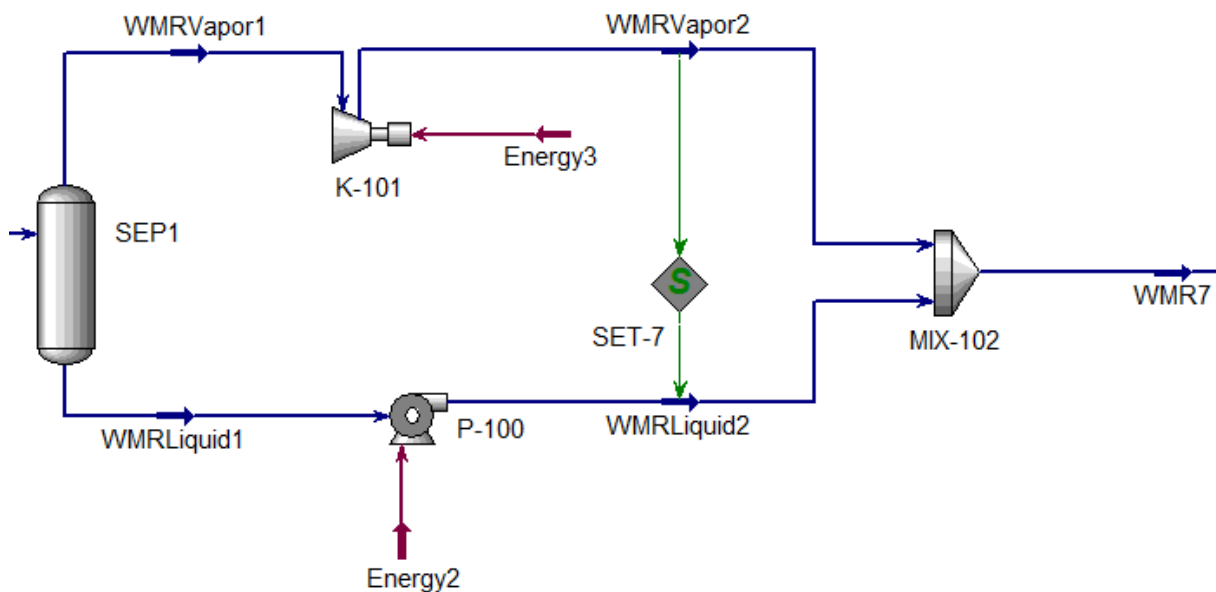 WMRVapor1
WMRVapor2
Energy3
K-101
SEP1
S
WMR7
SET-7
MIX-102
WMRLiquid1
P-100
WMRLiquid2
Energy2